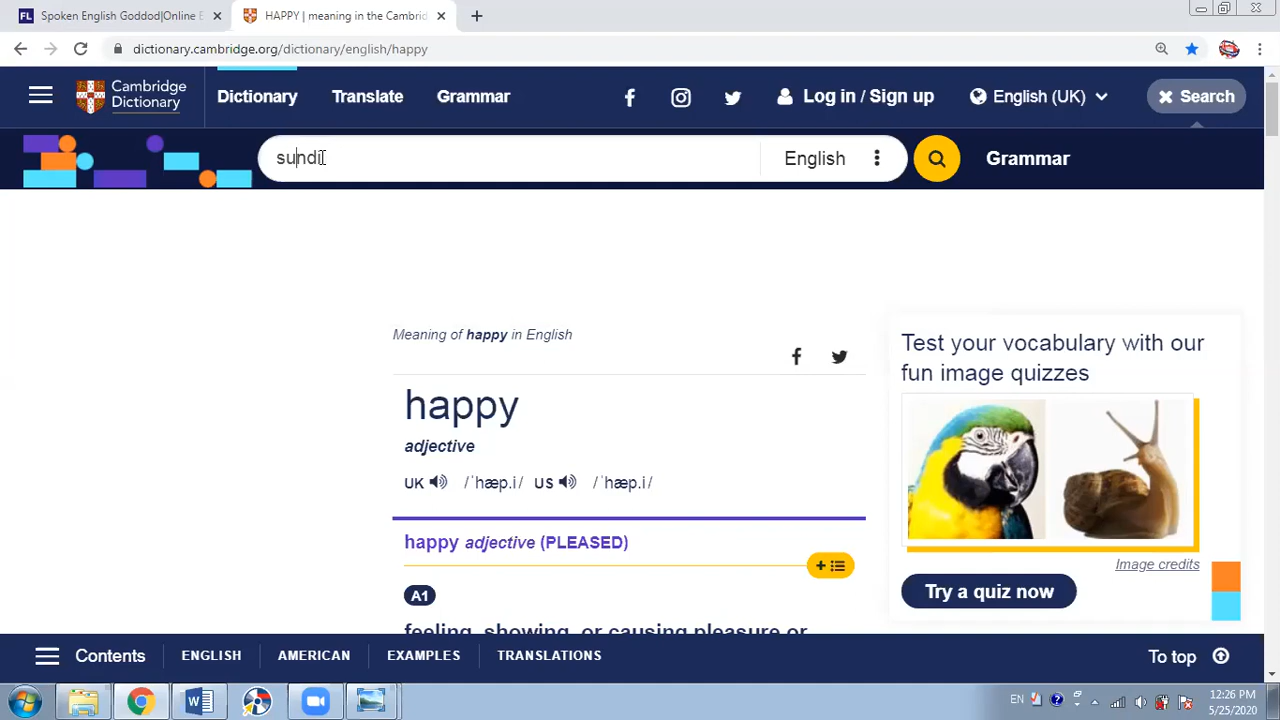 Spoken English Goddod|Online E
HAPPY | meaning in the Cambrid
dictionary.cambridge.org/dictionary/english/happy
Cambridge Dictionary
Dictionary
Translate
Grammar
Log in / Sign up
English (UK)
Search
sundi
English
Grammar
Meaning of happy in English
happy
adjective
UK /ˈhæp.i/ US /ˈhæp.i/
happy adjective (PLEASED)
A1
feeling, showing, or causing pleasure or
Test your vocabulary with our
fun image quizzes
Image credits
Try a quiz now
Contents
ENGLISH
AMERICAN
EXAMPLES
TRANSLATIONS
To top
EN
12:26 PM
5/25/2020